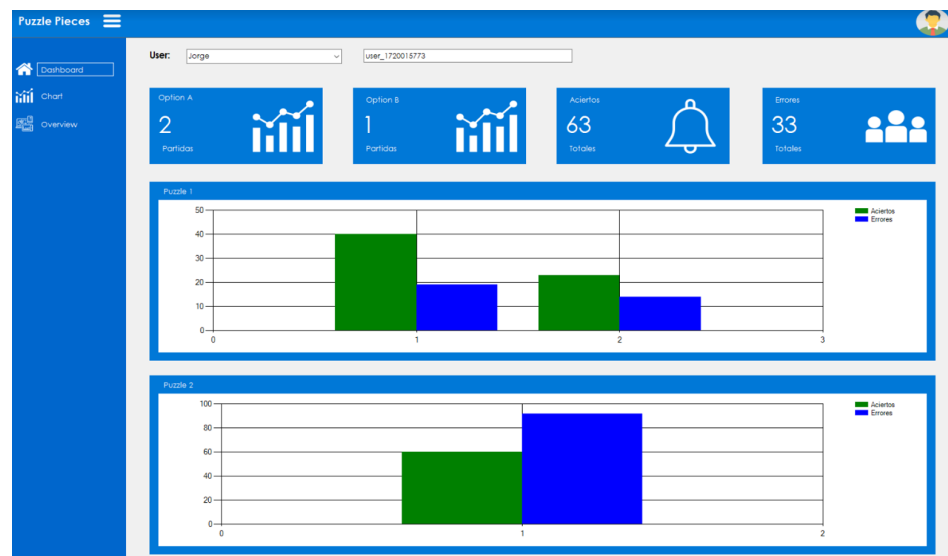 Puzzle Pieces
User: Jorge user_1720015773
Dashboard
Chart
Overview
Option A
2
Partidas
Option B
1
Partidas
Aciertos
63
Totales
Errores
33
Totales
Puzzle 1
50
40
30
20
10
0
0 1 2 3
Aciertos
Errores
Puzzle 2
100
80
60
40
20
0
0 1 2
Aciertos
Errores